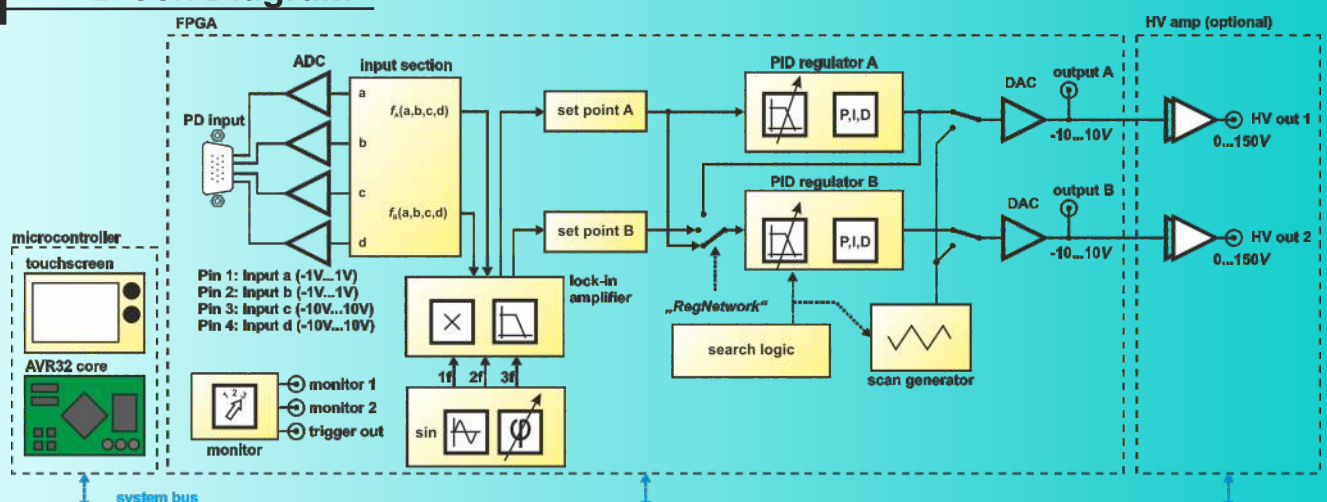 Block Diagram
FPGA
HV amp (optional)
ADC
input section
PID regulator A
DAC
output A
PD input
a
b
c
d
fA(a,b,c,d)
fB(a,b,c,d)
set point A
P,I,D
-10...10V
HV out 1
0...150V
PID regulator B
DAC
output B
set point B
P,I,D
-10...10V
HV out 2
0...150V
microcontroller
touchscreen
Pin 1: Input a (-1V...1V)
Pin 2: Input b (-1V...1V)
Pin 3: Input c (-10V...10V)
Pin 4: Input d (-10V...10V)
lock-in
amplifier
„RegNetwork“
search logic
scan generator
AVR32 core
1f 2f 3f
monitor 1
monitor 2
trigger out
monitor
sin
φ
system bus